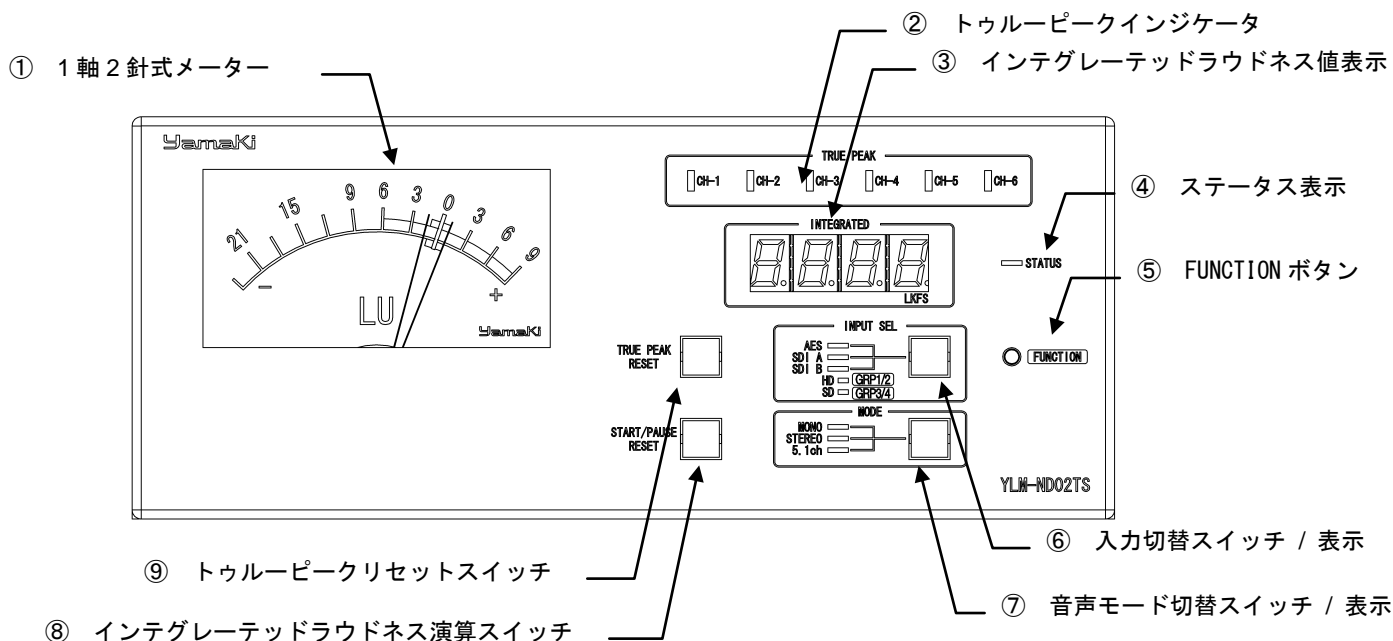 ② トゥルーピークインジケータ
① 1軸2針式メーター
③ インテグレーテッドラウドネス値表示
Yamaki
TRUE PEAK
CH-1 CH-2 CH-3 CH-4 CH-5 CH-6
④ ステータス表示
21 15 9 6 3 0 3 6 9
- +
LU
Yamaki
INTEGRATED
8.8.8.8.
LKFS
STATUS
⑤ FUNCTION ボタン
FUNCTION
TRUE PEAK
RESET
INPUT SEL
AES
SDI A
SDI B
HD GRP1/2
SD GRP3/4
START/PAUSE
RESET
MODE
MONO
STEREO
5.1ch
YLM-ND02TS
⑥ 入力切替スイッチ / 表示
⑨ トゥルーピークリセットスイッチ
⑦ 音声モード切替スイッチ / 表示
⑧ インテグレーテッドラウドネス演算スイッチ